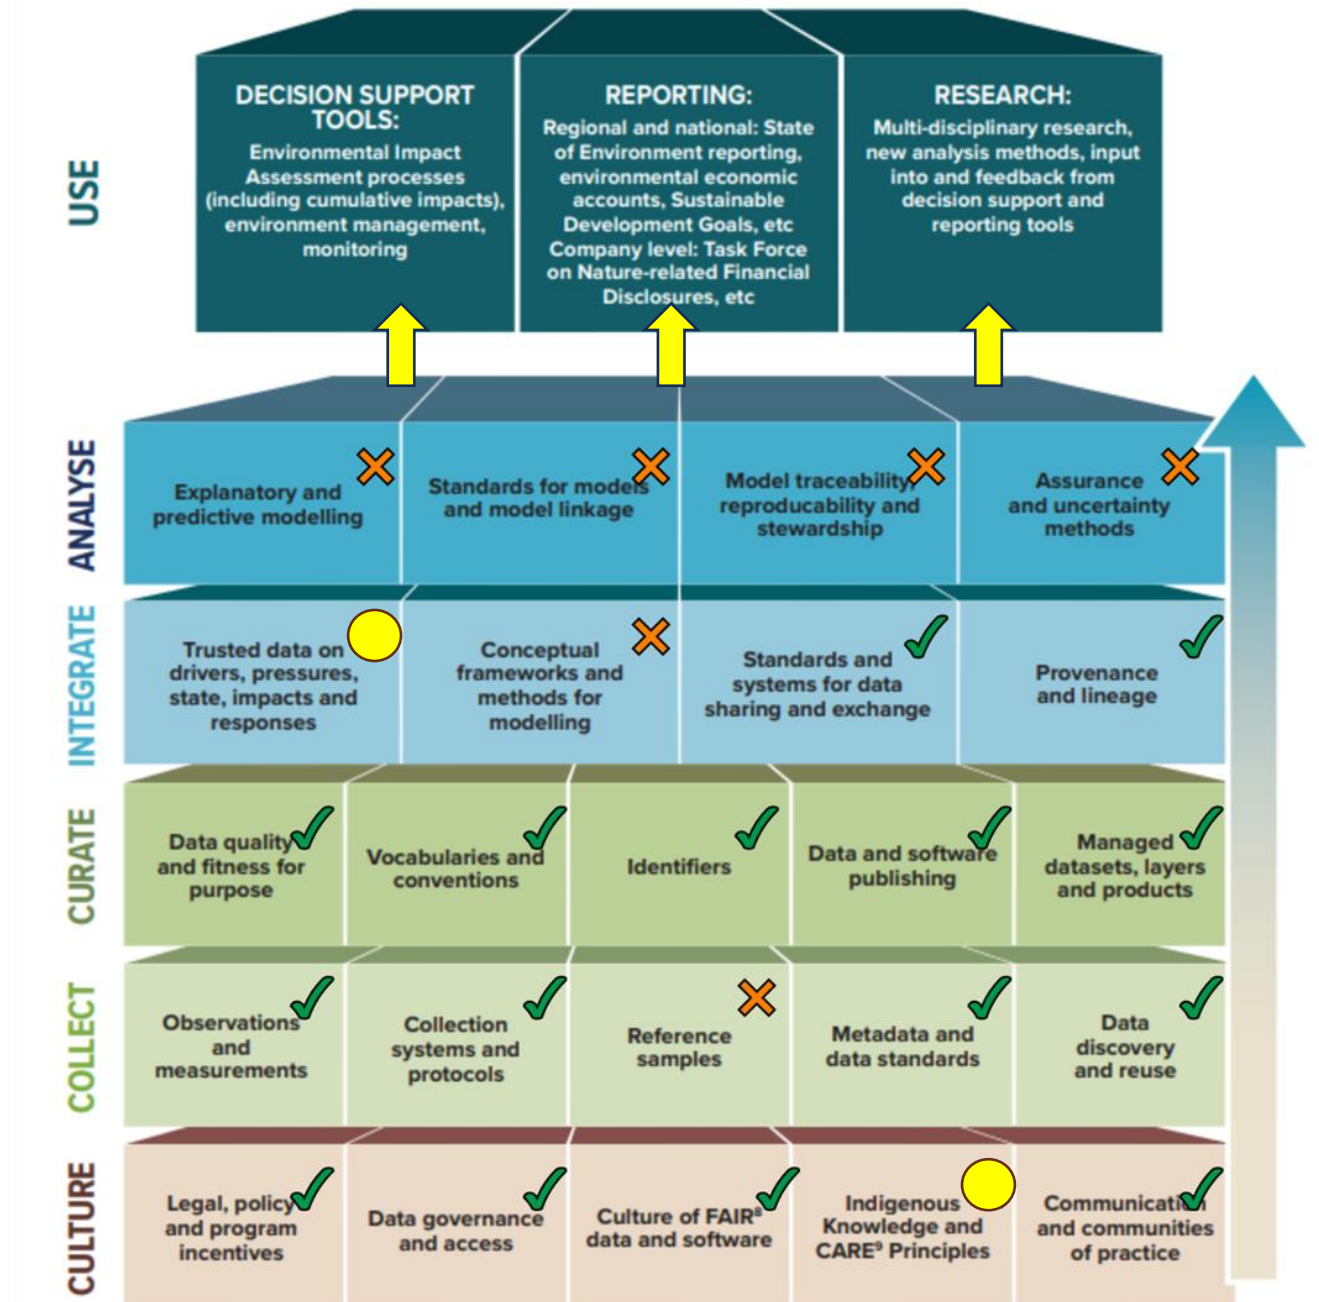 USE
DECISION SUPPORT
TOOLS:
Environmental Impact
Assessment processes
(including cumulative impacts),
environment management,
monitoring
REPORTING:
Regional and national: State
of Environment reporting,
environmental economic
accounts, Sustainable
Development Goals, etc
Company level: Task Force
on Nature-related Financial
Disclosures, etc
RESEARCH:
Multi-disciplinary research,
new analysis methods, input
into and feedback from
decision support and
reporting tools
ANALYSE
Explanatory and
predictive modelling
Standards for models
and model linkage
Model traceability,
reproducability and
stewardship
Assurance
and uncertainty
methods
INTEGRATE
Trusted data on
drivers, pressures,
state, impacts and
responses
Conceptual
frameworks and
methods for
modelling
Standards and
systems for data
sharing and exchange
Provenance
and lineage
CURATE
Data quality
and fitness for
purpose
Vocabularies and
conventions
Identifiers
Data and software
publishing
Managed
datasets, layers
and products
COLLECT
Observations
and
measurements
Collection
systems and
protocols
Reference
samples
Metadata and
data standards
Data
discovery
and reuse
CULTURE
Legal, policy
and program
incentives
Data governance
and access
Culture of FAIR⁸
data and software
Indigenous
Knowledge and
CARE⁹ Principles
Communication
and communities
of practice